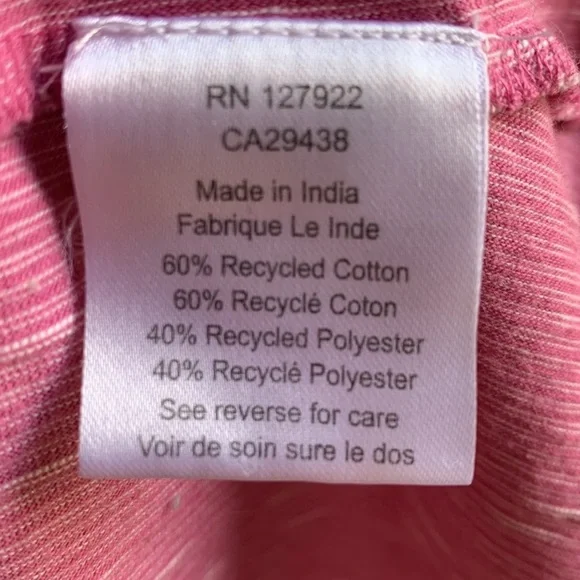 RN 127922
CA29438
Made in India
Fabrique Le Inde
60% Recycled Cotton
60% Recyclé Coton
40% Recycled Polyester
40% Recyclé Polyester
See reverse for care
Voir de soin sure le dos